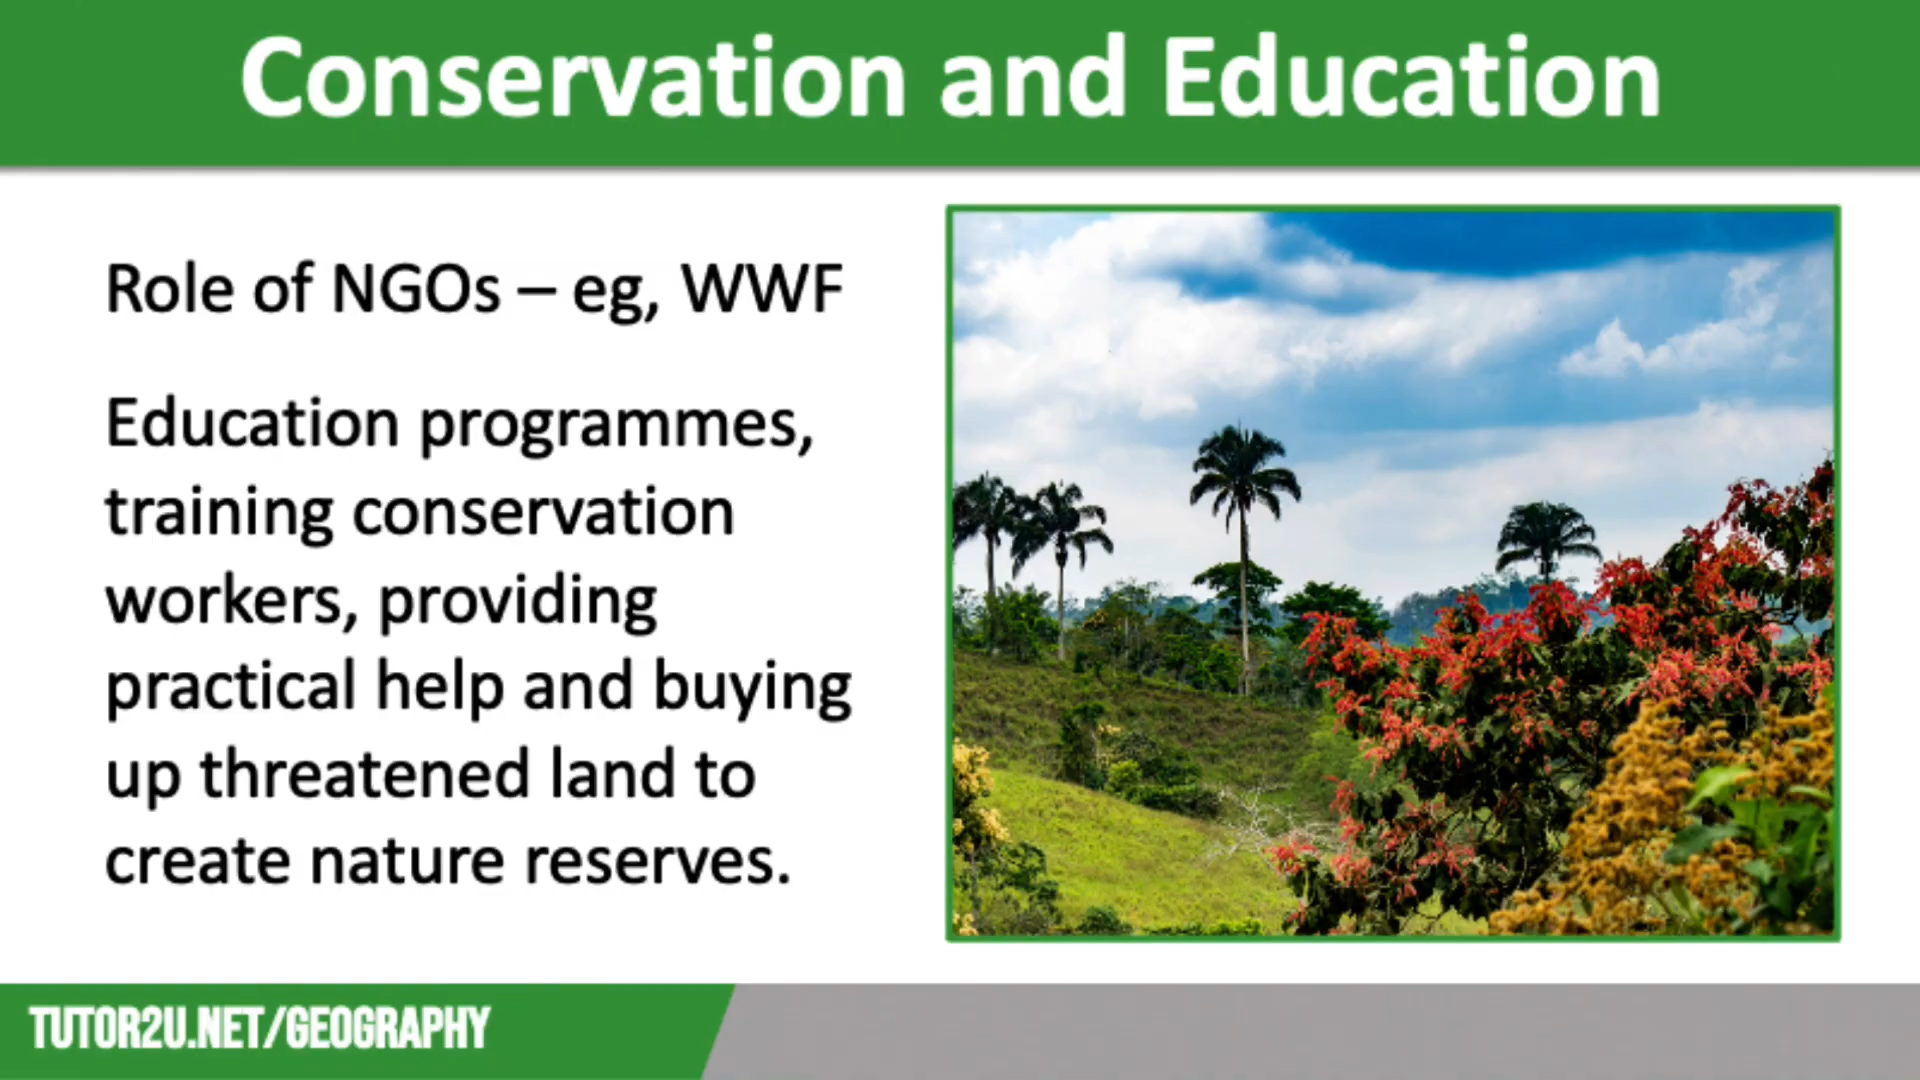 Conservation and Education
Role of NGOs – eg, WWF
Education programmes,
training conservation
workers, providing
practical help and buying
up threatened land to
create nature reserves.
TUTOR2U.NET/GEOGRAPHY